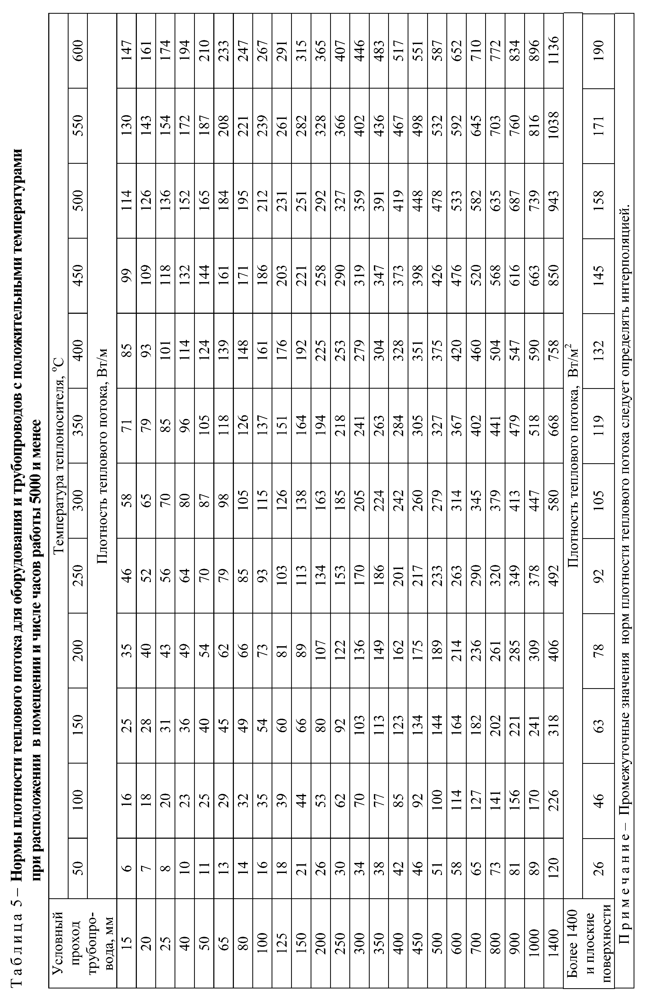 Т а б л и ц а 5 – Нормы плотности теплового потока для оборудования и трубопроводов с положительными температурами
при расположении в помещении и числе часов работы 5000 и менее
Условный проход трубопро-вода, мм
Температура теплоносителя, °С
50 100 150 200 250 300 350 400 450 500 550 600
Плотность теплового потока, Вт/м
15 6 16 25 35 46 58 71 85 99 114 130 147
20 7 18 28 40 52 65 79 93 109 126 143 161
25 8 20 31 43 56 70 85 101 118 136 154 174
40 10 23 36 49 64 80 96 114 132 152 172 194
50 11 25 40 54 70 87 105 124 144 165 187 210
65 13 29 45 62 79 98 118 139 161 184 208 233
80 14 32 49 66 85 105 126 148 171 195 221 247
100 16 35 54 73 93 115 137 161 186 212 239 267
125 18 39 60 81 103 126 151 176 203 231 261 291
150 21 44 66 89 113 138 164 192 221 251 282 315
200 26 53 80 107 134 163 194 225 258 292 328 365
250 30 62 92 122 153 185 218 253 290 327 366 407
300 34 70 103 136 170 205 241 279 319 359 402 446
350 38 77 113 149 186 224 263 304 347 391 436 483
400 42 85 123 162 201 242 284 328 373 419 467 517
450 46 92 134 175 217 260 305 351 398 448 498 551
500 51 100 144 189 233 279 327 375 426 478 532 587
600 58 114 164 214 263 314 367 420 476 533 592 652
700 65 127 182 236 290 345 402 460 520 582 645 710
800 73 141 202 261 320 379 441 504 568 635 703 772
900 81 156 221 285 349 413 479 547 616 687 760 834
1000 89 170 241 309 378 447 518 590 663 739 816 896
1400 120 226 318 406 492 580 668 758 850 943 1038 1136
Более 1400
и плоские
поверхности
Плотность теплового потока, Вт/м²
26 46 63 78 92 105 119 132 145 158 171 190
П р и м е ч а н и е – Промежуточные значения норм плотности теплового потока следует определять интерполяцией.